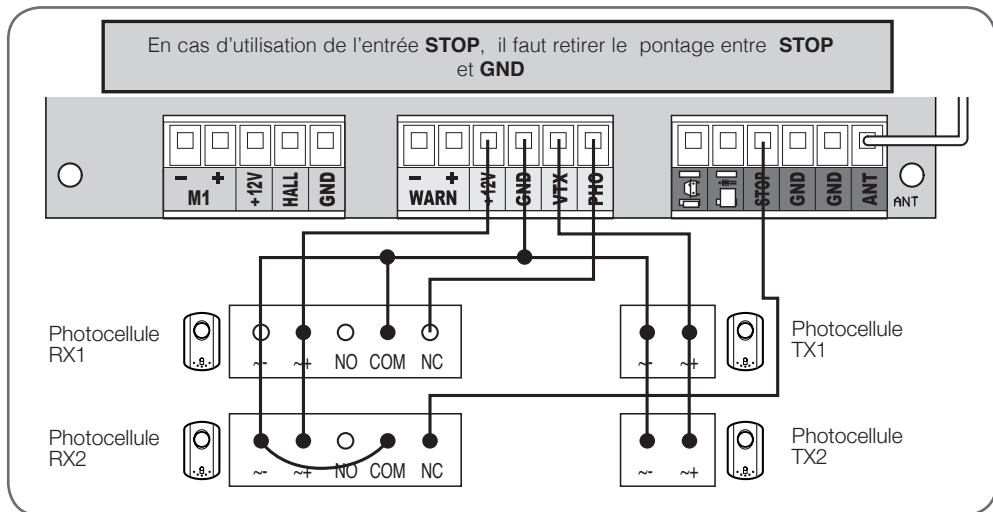 En cas d'utilisation de l'entrée STOP, il faut retirer le pontage entre STOP
et GND
- + +12V HALL GND
M1
- + +12V GND VTX PHO
WARN
STOP GND GND ANT
ANT
Photocellule
RX1
~- ~+ NO COM NC
Photocellule
TX1
~- ~+
Photocellule
RX2
~- ~+ NO COM NC
Photocellule
TX2
~- ~+